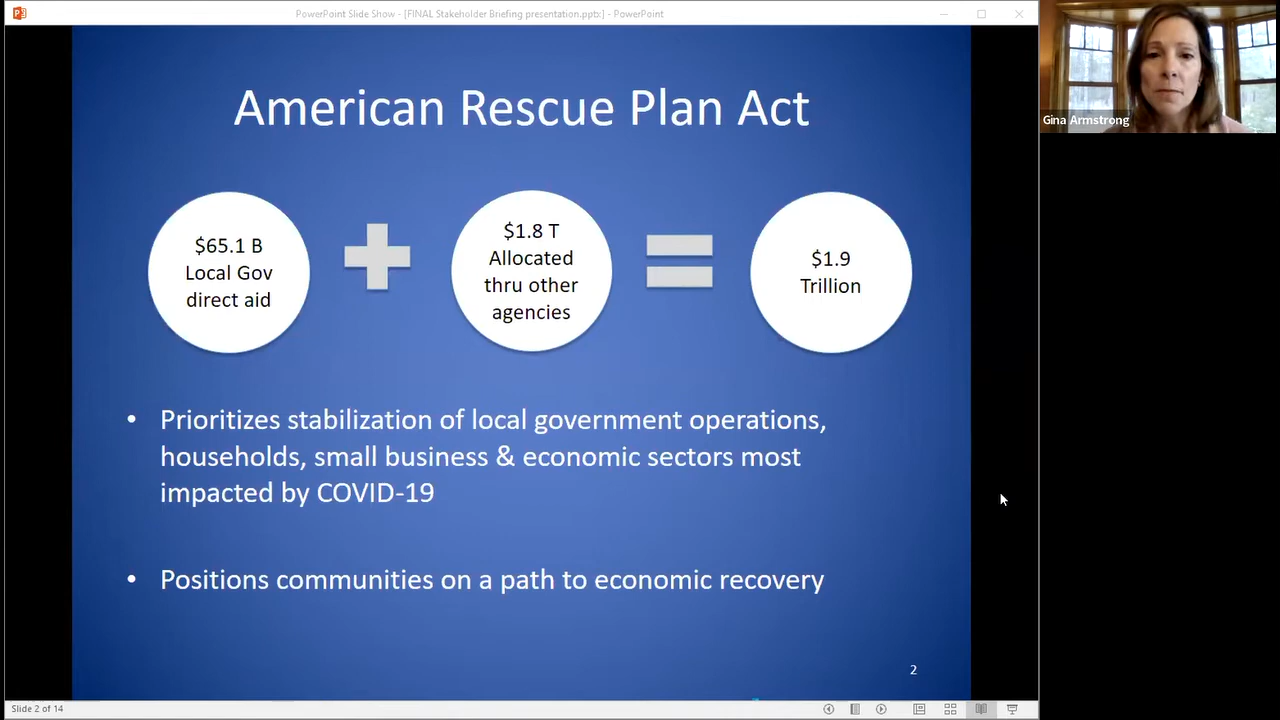 PowerPoint Slide Show - [FINAL Stakeholder Briefing presentation.ppt:] - PowerPoint
Gina Armstrong
American Rescue Plan Act
$65.1 B
Local Gov
direct aid
$1.8 T
Allocated
thru other
agencies
$1.9
Trillion
• Prioritizes stabilization of local government operations,
households, small business & economic sectors most
impacted by COVID-19
• Positions communities on a path to economic recovery
2
Slide 2 of 14